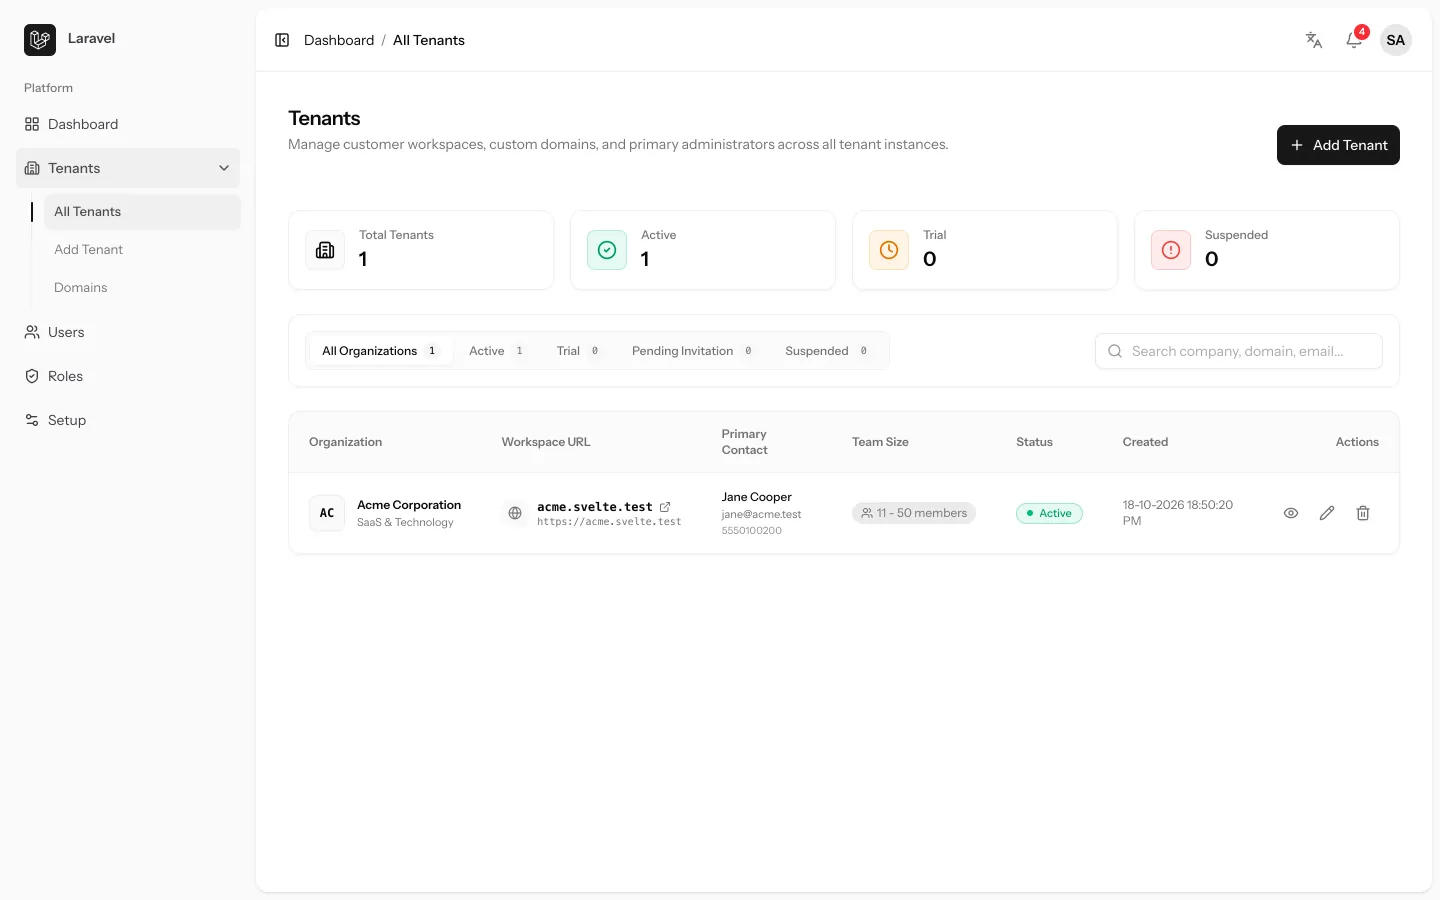 Laravel
Platform
Dashboard
Tenants
All Tenants
Add Tenant
Domains
Users
Roles
Setup
Dashboard / All Tenants
4
SA
Tenants
Manage customer workspaces, custom domains, and primary administrators across all tenant instances.
Add Tenant
Total Tenants
1
Active
1
Trial
0
Suspended
0
All Organizations 1
Active 1
Trial 0
Pending Invitation 0
Suspended 0
Search company, domain, email...
Organization
Workspace URL
Primary
Contact
Team Size
Status
Created
Actions
AC
Acme Corporation
SaaS & Technology
acme.svelte.test
https://acme.svelte.test
Jane Cooper
jane@acme.test
5550100200
11 - 50 members
Active
18-10-2026 18:50:20
PM